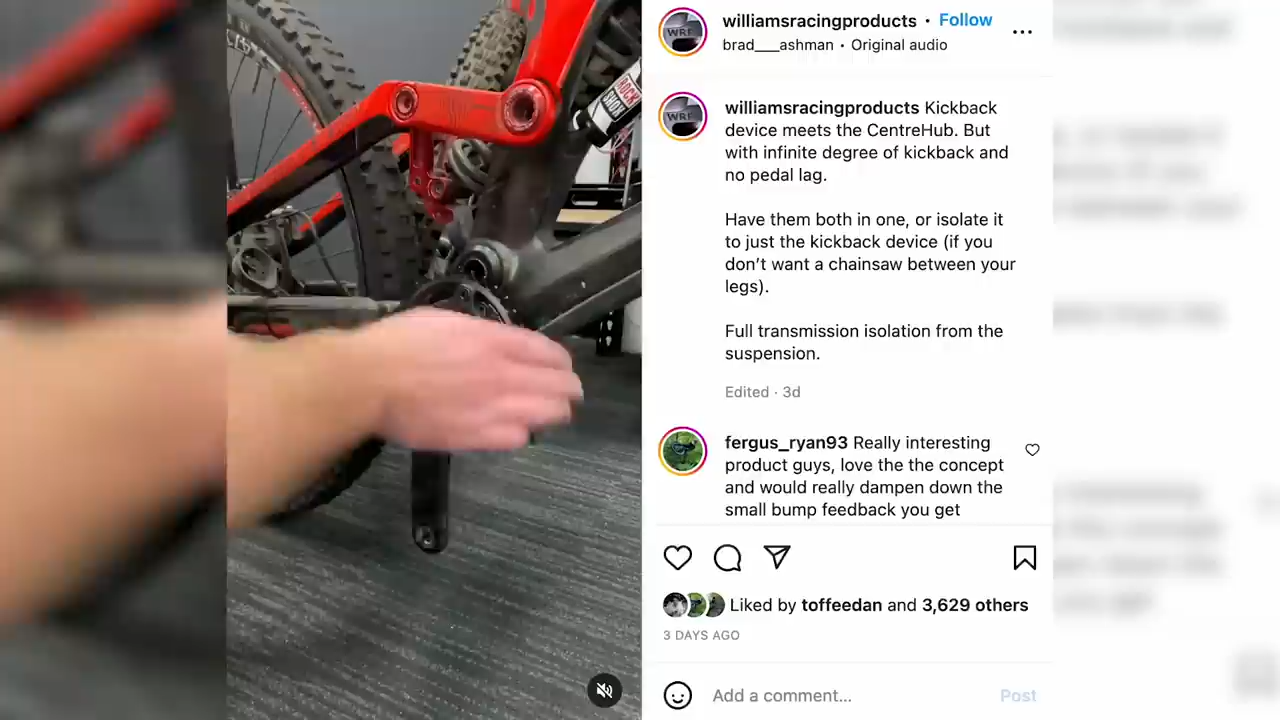 williamsracingproducts • Follow
brad___ashman • Original audio
williamsracingproducts Kickback
device meets the CentreHub. But
with infinite degree of kickback and
no pedal lag.
Have them both in one, or isolate it
to just the kickback device (if you
don’t want a chainsaw between your
legs).
Full transmission isolation from the
suspension.
Edited · 3d
fergus_ryan93 Really interesting
product guys, love the the concept
and would really dampen down the
small bump feedback you get
Liked by toffeedan and 3,629 others
3 DAYS AGO
Add a comment... Post
ROCK
SHOX
WRP
WRP